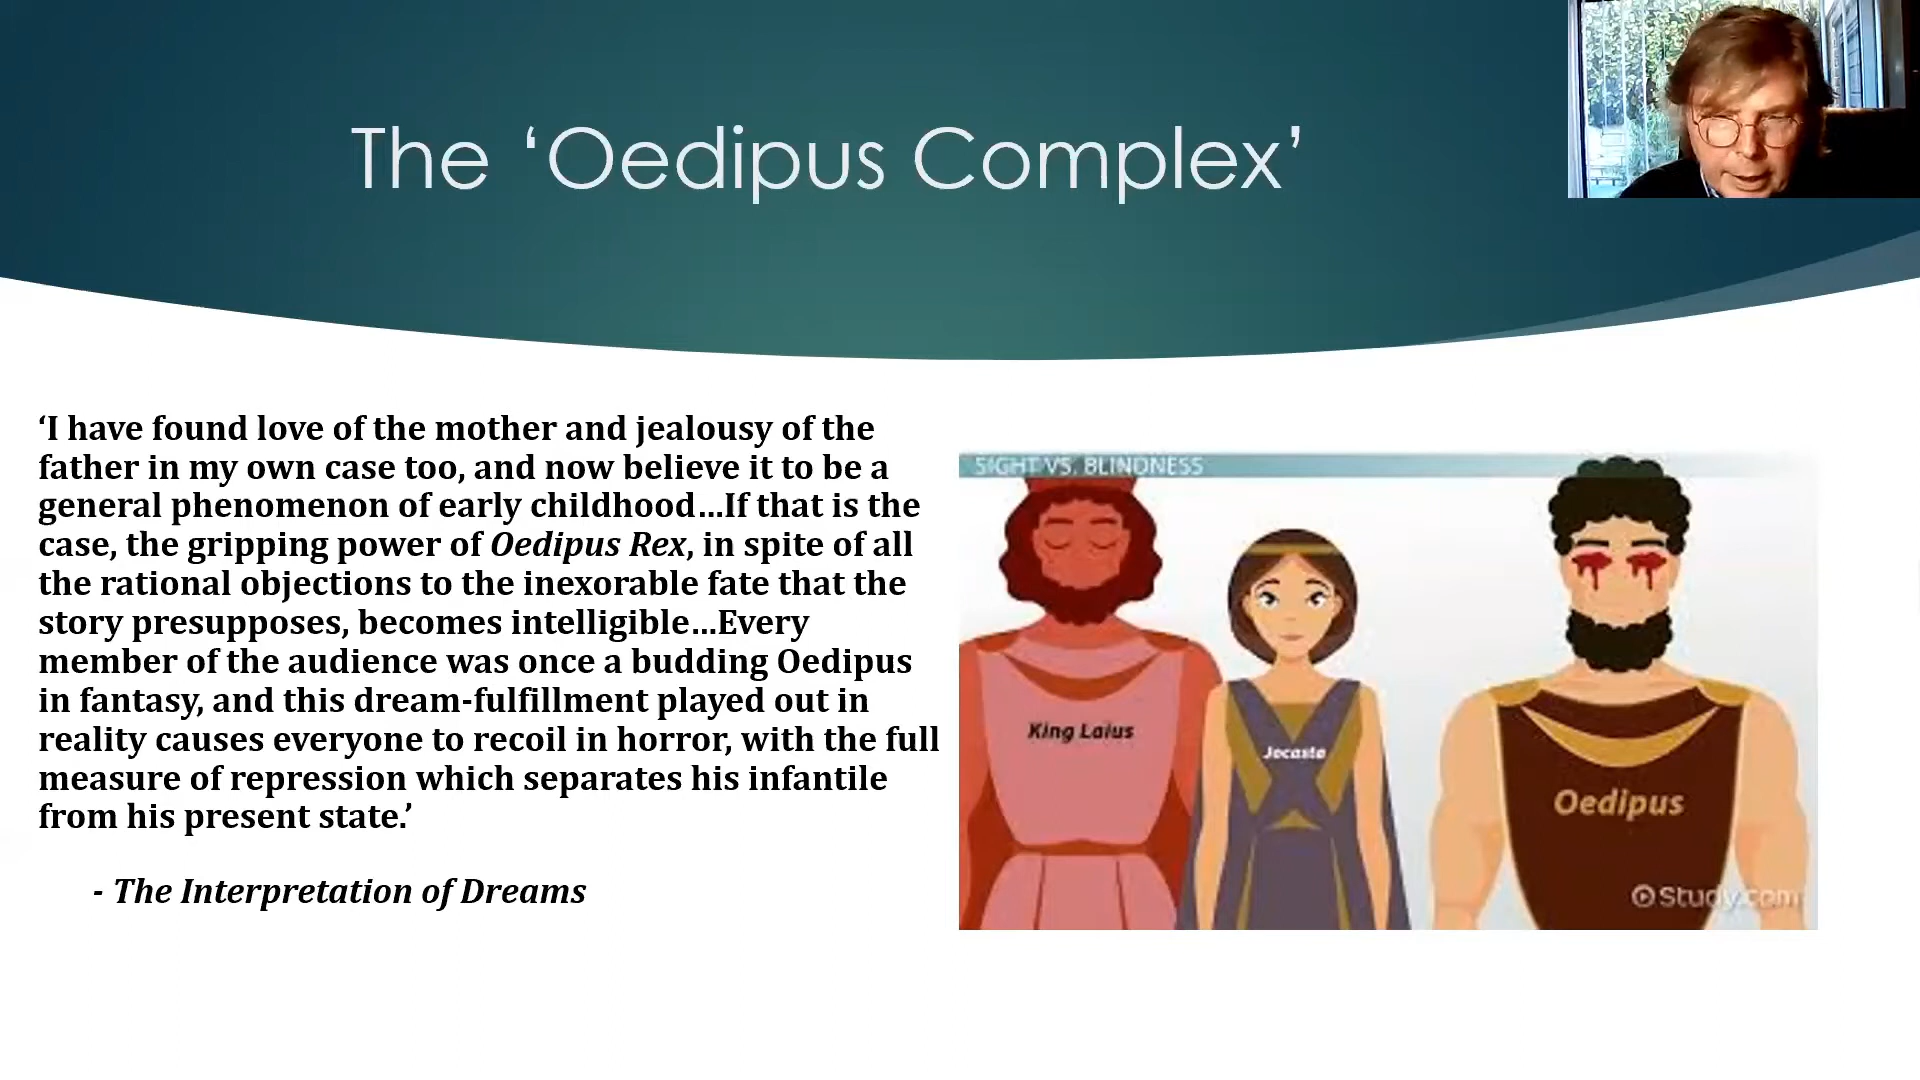 The ‘Oedipus Complex’
‘I have found love of the mother and jealousy of the
father in my own case too, and now believe it to be a
general phenomenon of early childhood…If that is the
case, the gripping power of Oedipus Rex, in spite of all
the rational objections to the inexorable fate that the
story presupposes, becomes intelligible…Every
member of the audience was once a budding Oedipus
in fantasy, and this dream-fulfillment played out in
reality causes everyone to recoil in horror, with the full
measure of repression which separates his infantile
from his present state.’
- The Interpretation of Dreams
SIGHT VS. BLINDNESS
King Laius
Jocasta
Oedipus
Study.com